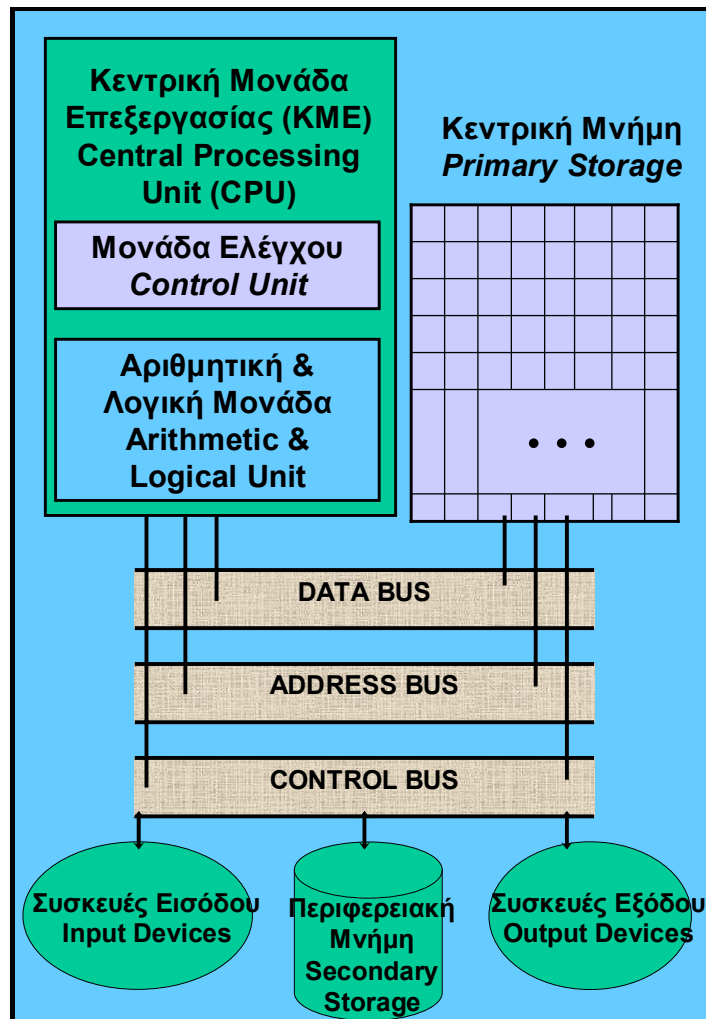 Κεντρική Μονάδα
Επεξεργασίας (ΚΜΕ)
Central Processing
Unit (CPU)
Μονάδα Ελέγχου
Control Unit
Αριθμητική &
Λογική Μονάδα
Arithmetic &
Logical Unit
Κεντρική Μνήμη
Primary Storage
• • •
DATA BUS
ADDRESS BUS
CONTROL BUS
Συσκευές Εισόδου
Input Devices
Περιφερειακή
Μνήμη
Secondary
Storage
Συσκευές Εξόδου
Output Devices